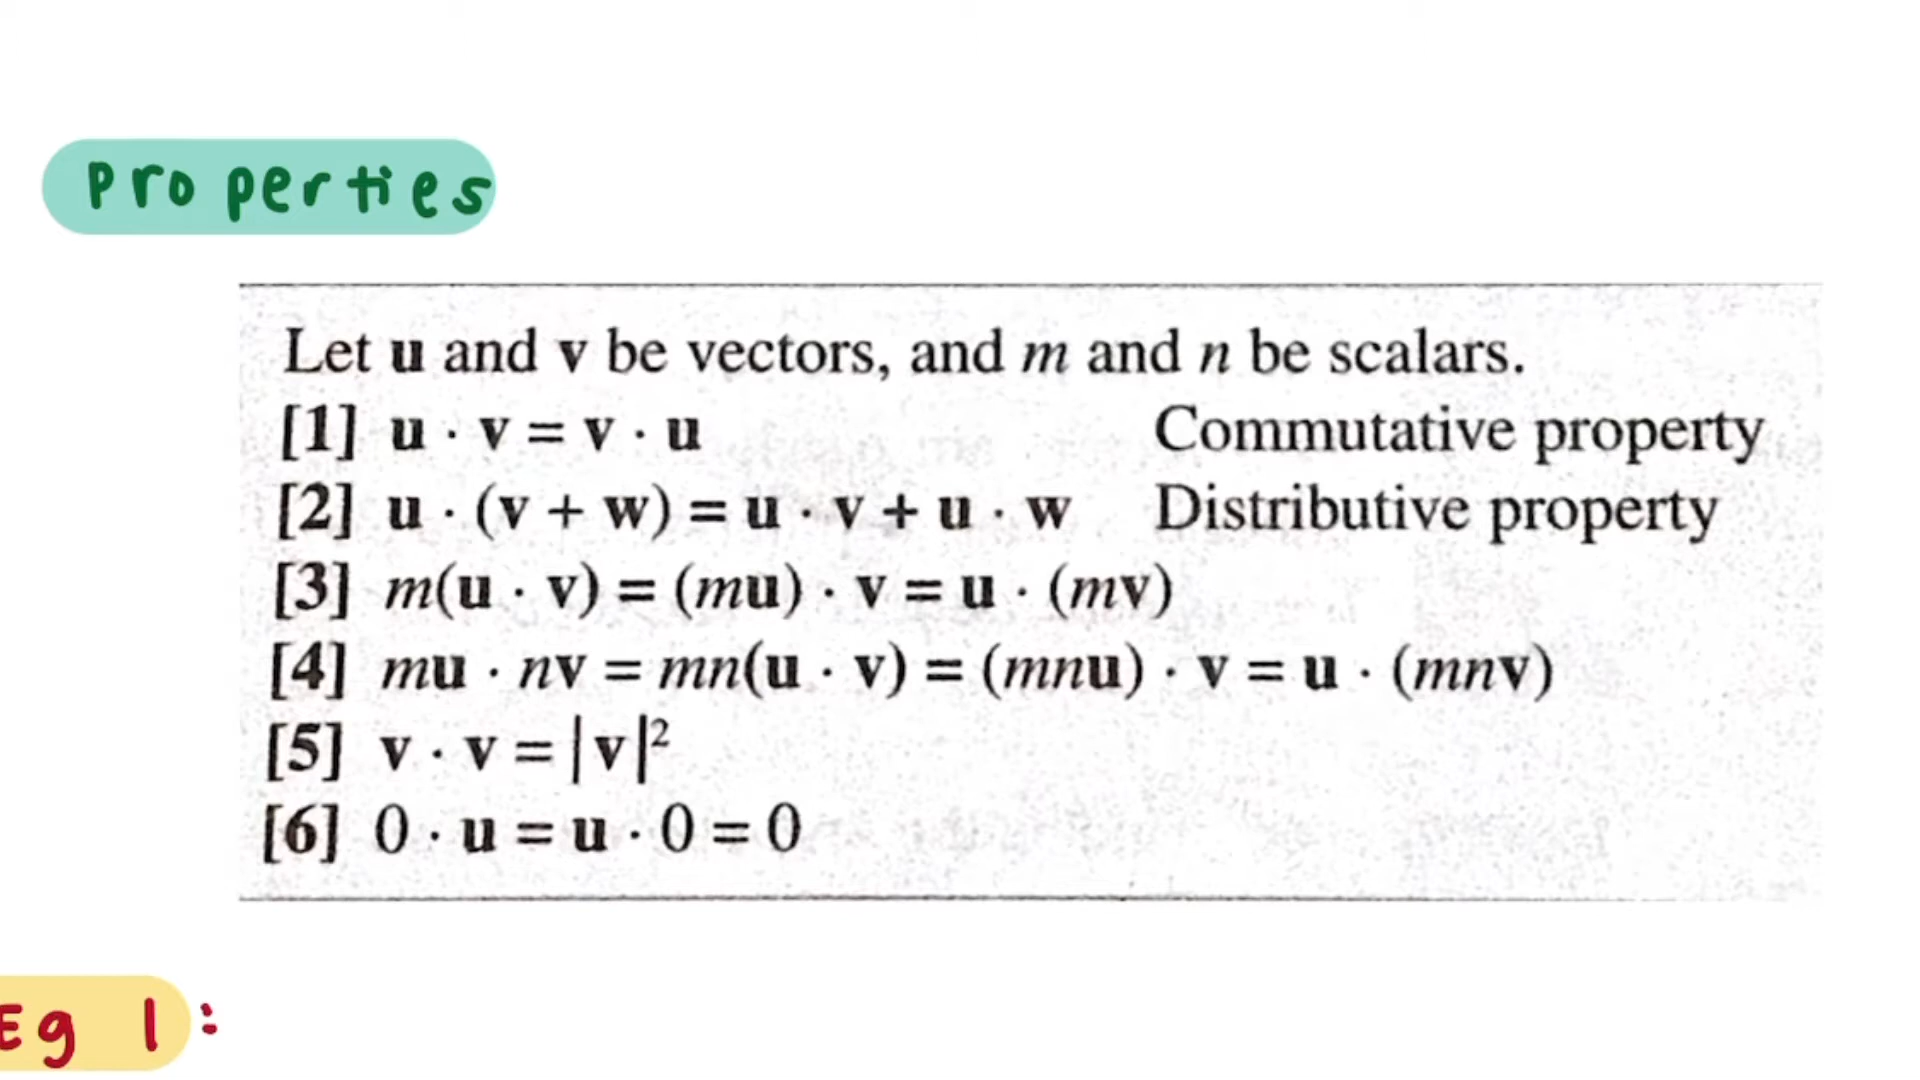 Properties
Let u and v be vectors, and m and n be scalars.
[1] u · v = v · u Commutative property
[2] u · (v + w) = u · v + u · w Distributive property
[3] m(u · v) = (mu) · v = u · (mv)
[4] mu · nv = mn(u · v) = (mnu) · v = u · (mnv)
[5] v · v = |v|²
[6] 0 · u = u · 0 = 0
Eg 1: